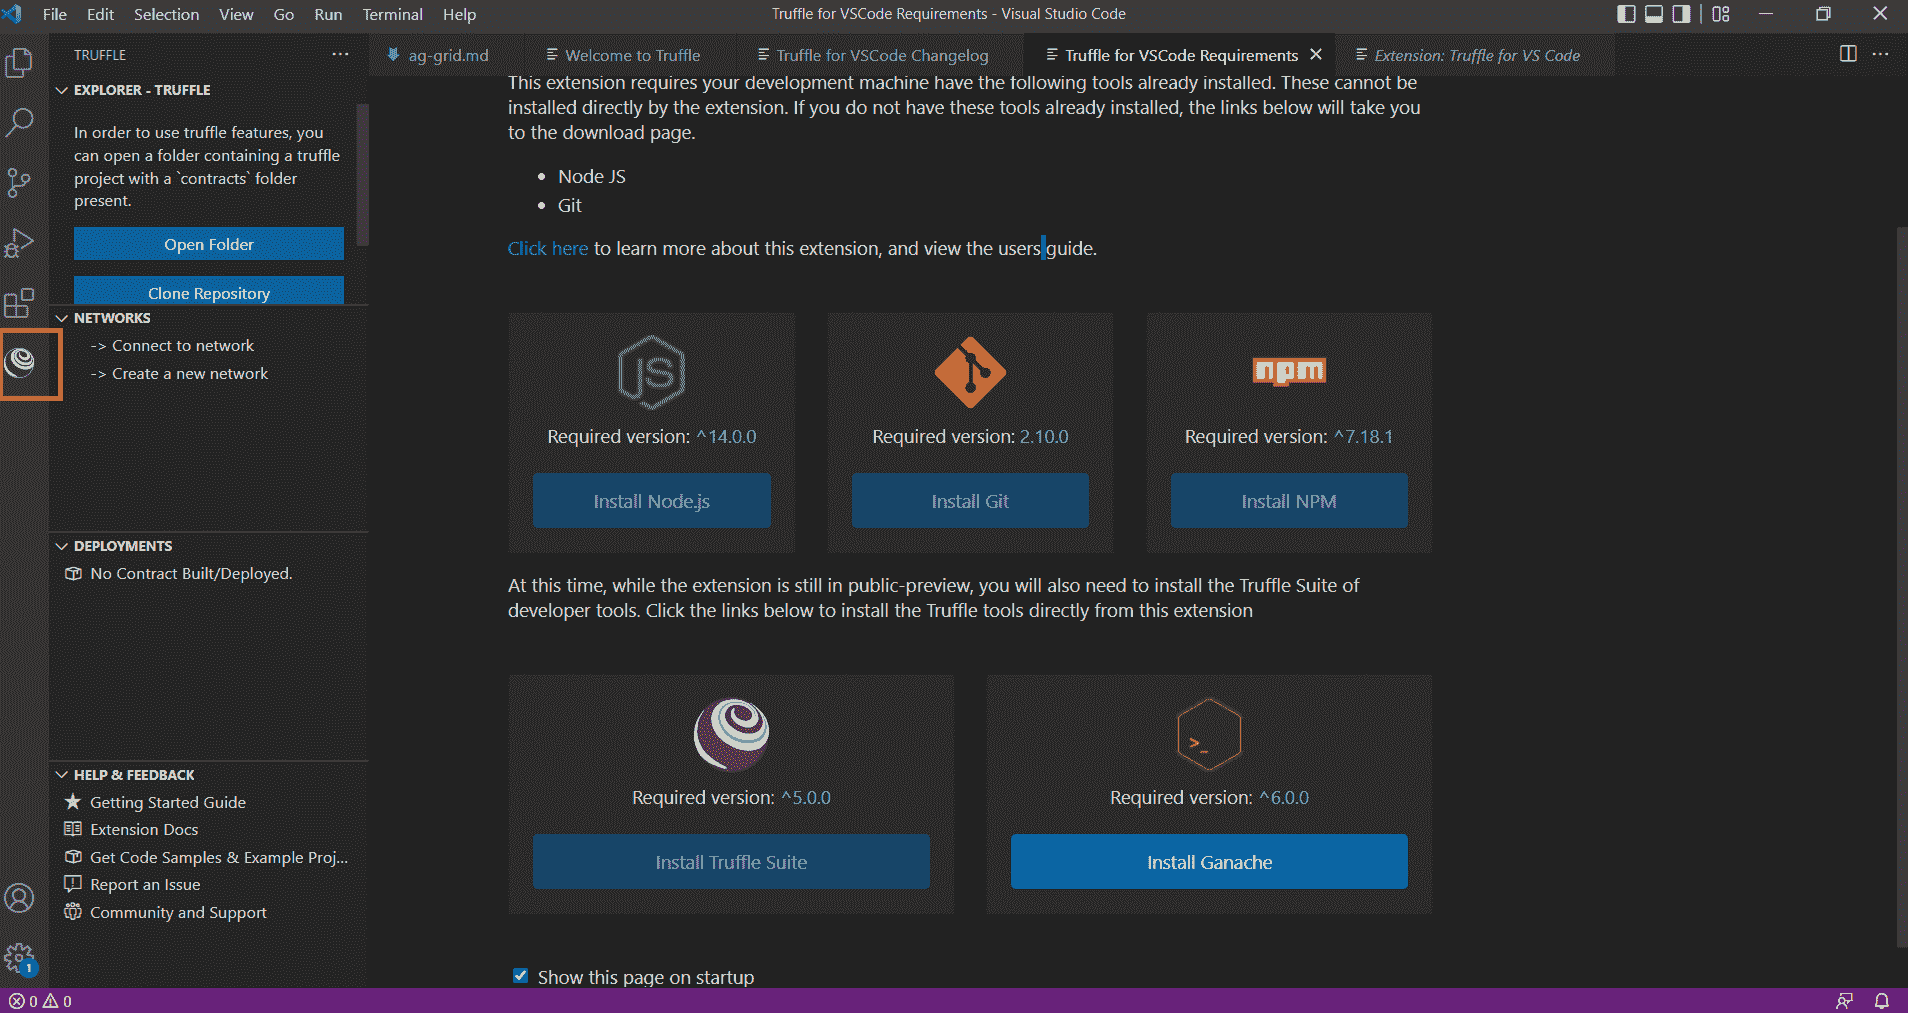 File Edit Selection View Go Run Terminal Help
Truffle for VSCode Requirements - Visual Studio Code
TRUFFLE
ag-grid.md
Welcome to Truffle
Truffle for VSCode Changelog
Truffle for VSCode Requirements
Extension: Truffle for VS Code
EXPLORER - TRUFFLE
In order to use truffle features, you
can open a folder containing a truffle
project with a `contracts` folder
present.
Open Folder
Clone Repository
NETWORKS
-> Connect to network
-> Create a new network
DEPLOYMENTS
No Contract Built/Deployed.
HELP & FEEDBACK
Getting Started Guide
Extension Docs
Get Code Samples & Example Proj...
Report an Issue
Community and Support
1
This extension requires your development machine have the following tools already installed. These cannot be
installed directly by the extension. If you do not have these tools already installed, the links below will take you
to the download page.
• Node JS
• Git
Click here to learn more about this extension, and view the users guide.
JS
Required version: ^14.0.0
Install Node.js
Required version: 2.10.0
Install Git
npm
Required version: ^7.18.1
Install NPM
At this time, while the extension is still in public-preview, you will also need to install the Truffle Suite of
developer tools. Click the links below to install the Truffle tools directly from this extension
Required version: ^5.0.0
Install Truffle Suite
>_
Required version: ^6.0.0
Install Ganache
Show this page on startup
0 0